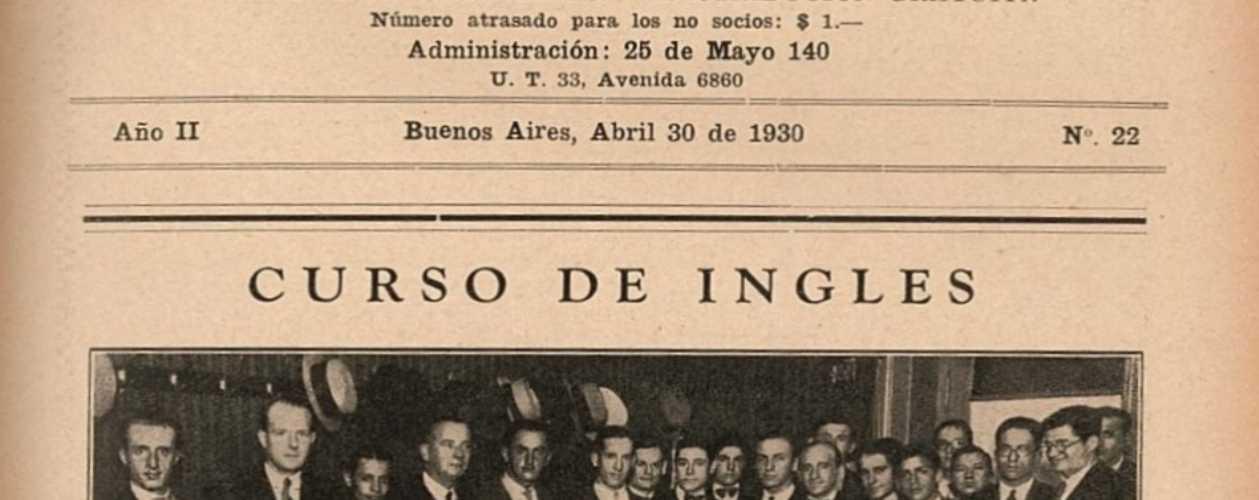 Número atrasado para los no socios: $ 1.—
Administración: 25 de Mayo 140
U. T. 33, Avenida 6860
Año II Buenos Aires, Abril 30 de 1930 Nº. 22
CURSO DE INGLES